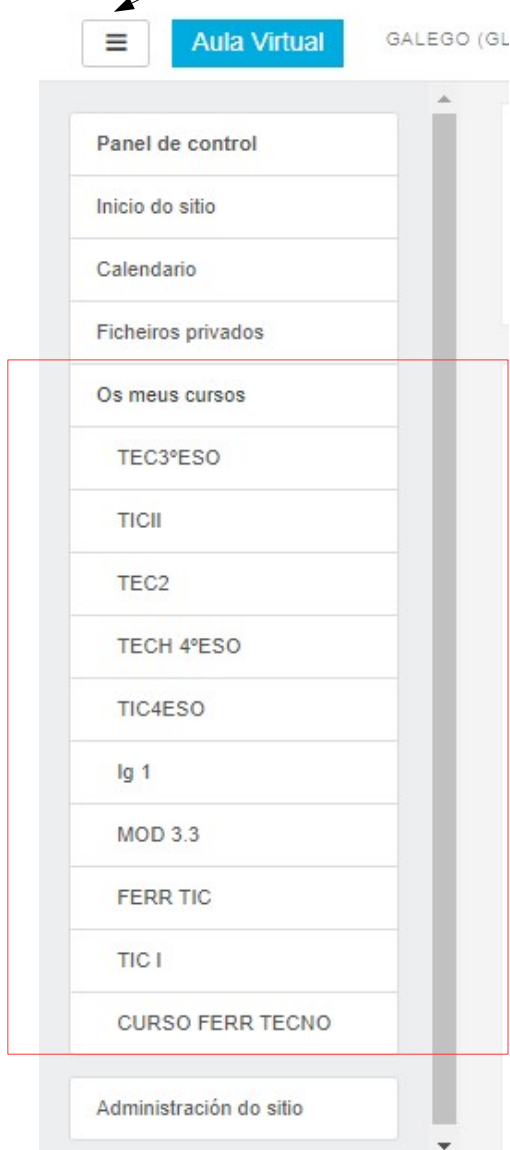 Aula Virtual GALEGO (GL
Panel de control
Inicio do sitio
Calendario
Ficheiros privados
Os meus cursos
TEC3ºESO
TICII
TEC2
TECH 4ºESO
TIC4ESO
Ig 1
MOD 3.3
FERR TIC
TIC I
CURSO FERR TECNO
Administración do sitio